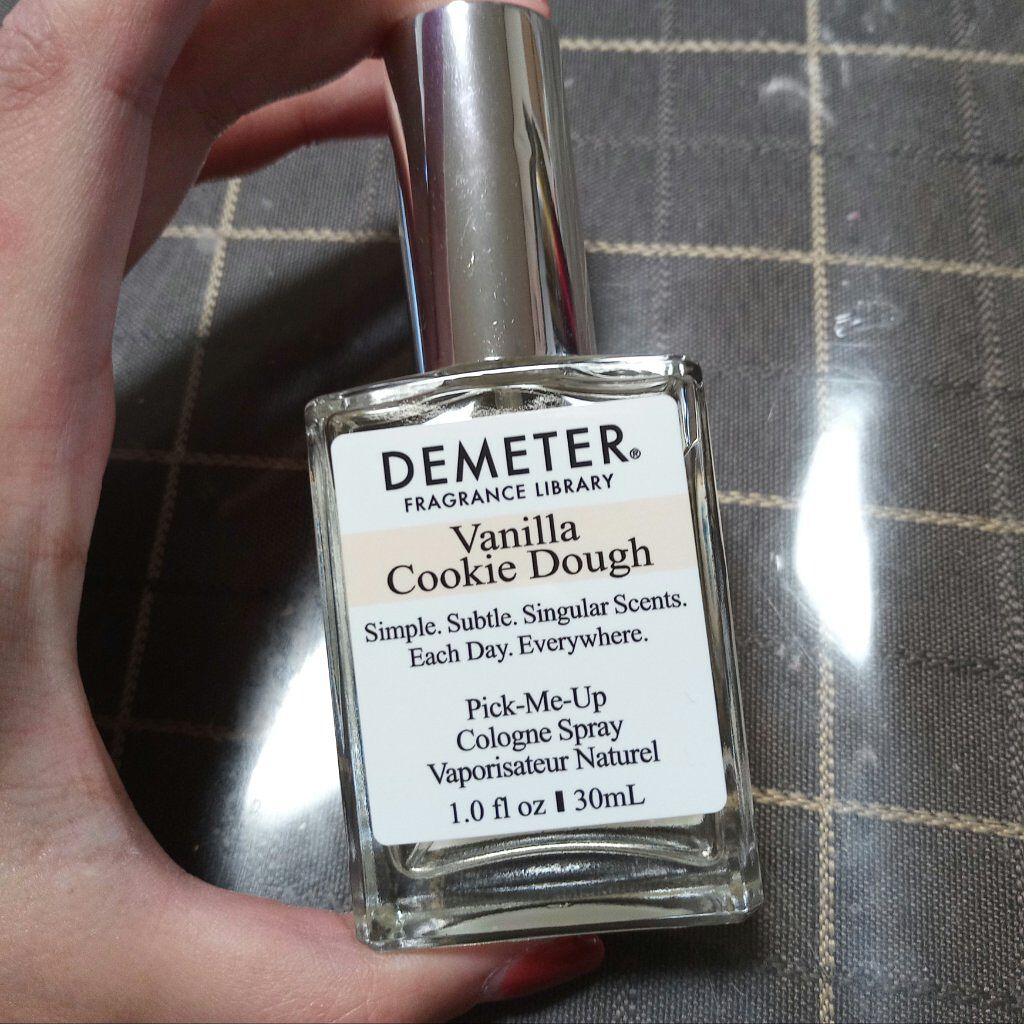 DEMETER®
FRAGRANCE LIBRARY
Vanilla
Cookie Dough
Simple. Subtle. Singular Scents.
Each Day. Everywhere.
Pick-Me-Up
Cologne Spray
Vaporisateur Naturel
1.0 fl oz ▮ 30mL